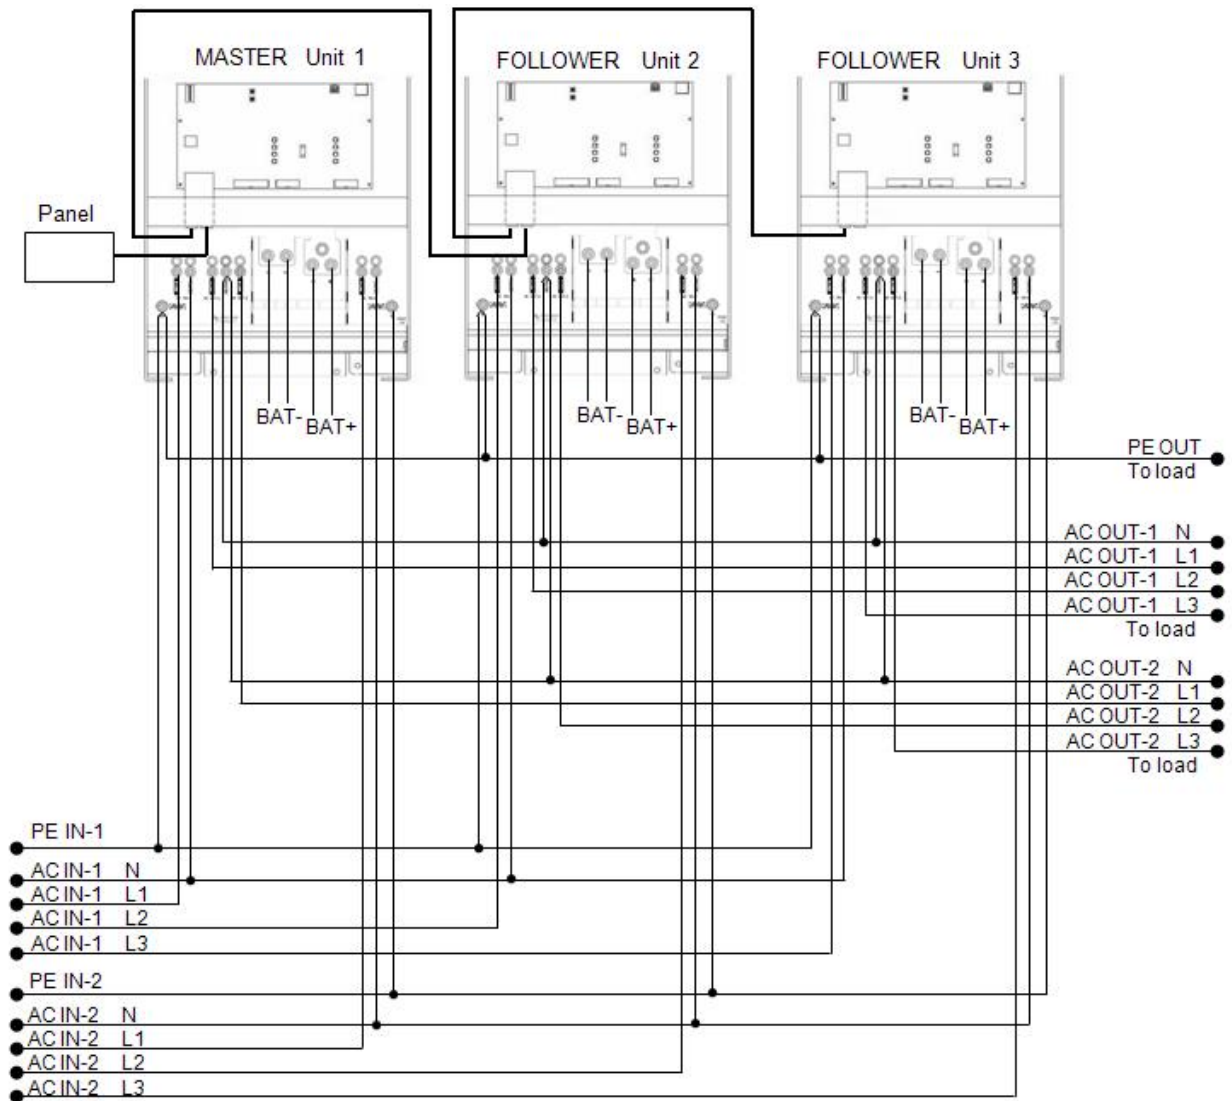 MASTER Unit 1
FOLLOWER Unit 2
FOLLOWER Unit 3
Panel
BAT-
BAT+
BAT-
BAT+
BAT-
BAT+
PE OUT
To load
AC OUT-1 N
AC OUT-1 L1
AC OUT-1 L2
AC OUT-1 L3
To load
AC OUT-2 N
AC OUT-2 L1
AC OUT-2 L2
AC OUT-2 L3
To load
PE IN-1
AC IN-1 N
AC IN-1 L1
AC IN-1 L2
AC IN-1 L3
PE IN-2
AC IN-2 N
AC IN-2 L1
AC IN-2 L2
AC IN-2 L3